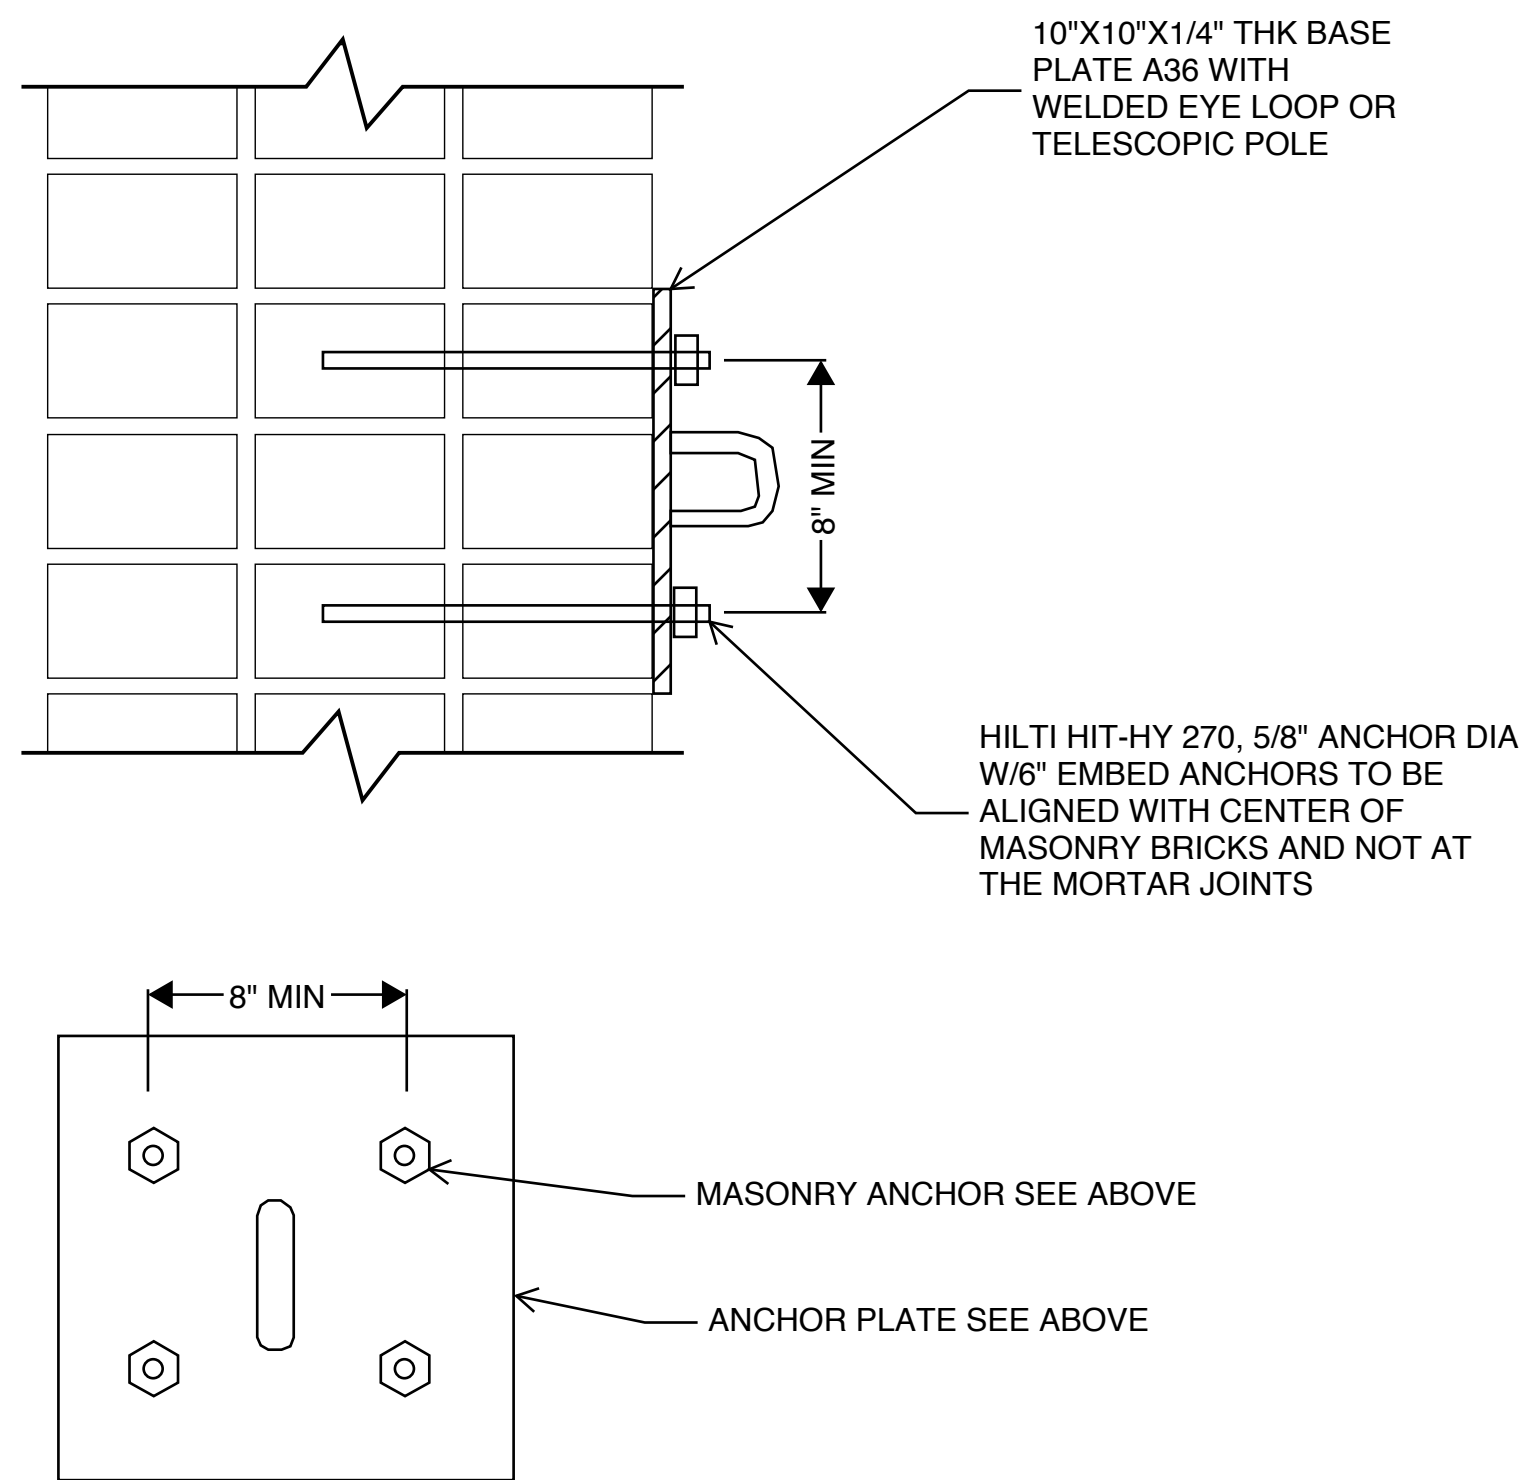 10"X10"X1/4" THK BASE
PLATE A36 WITH
WELDED EYE LOOP OR
TELESCOPIC POLE
8" MIN
HILTI HIT-HY 270, 5/8" ANCHOR DIA
W/6" EMBED ANCHORS TO BE
ALIGNED WITH CENTER OF
MASONRY BRICKS AND NOT AT
THE MORTAR JOINTS
8" MIN
MASONRY ANCHOR SEE ABOVE
ANCHOR PLATE SEE ABOVE